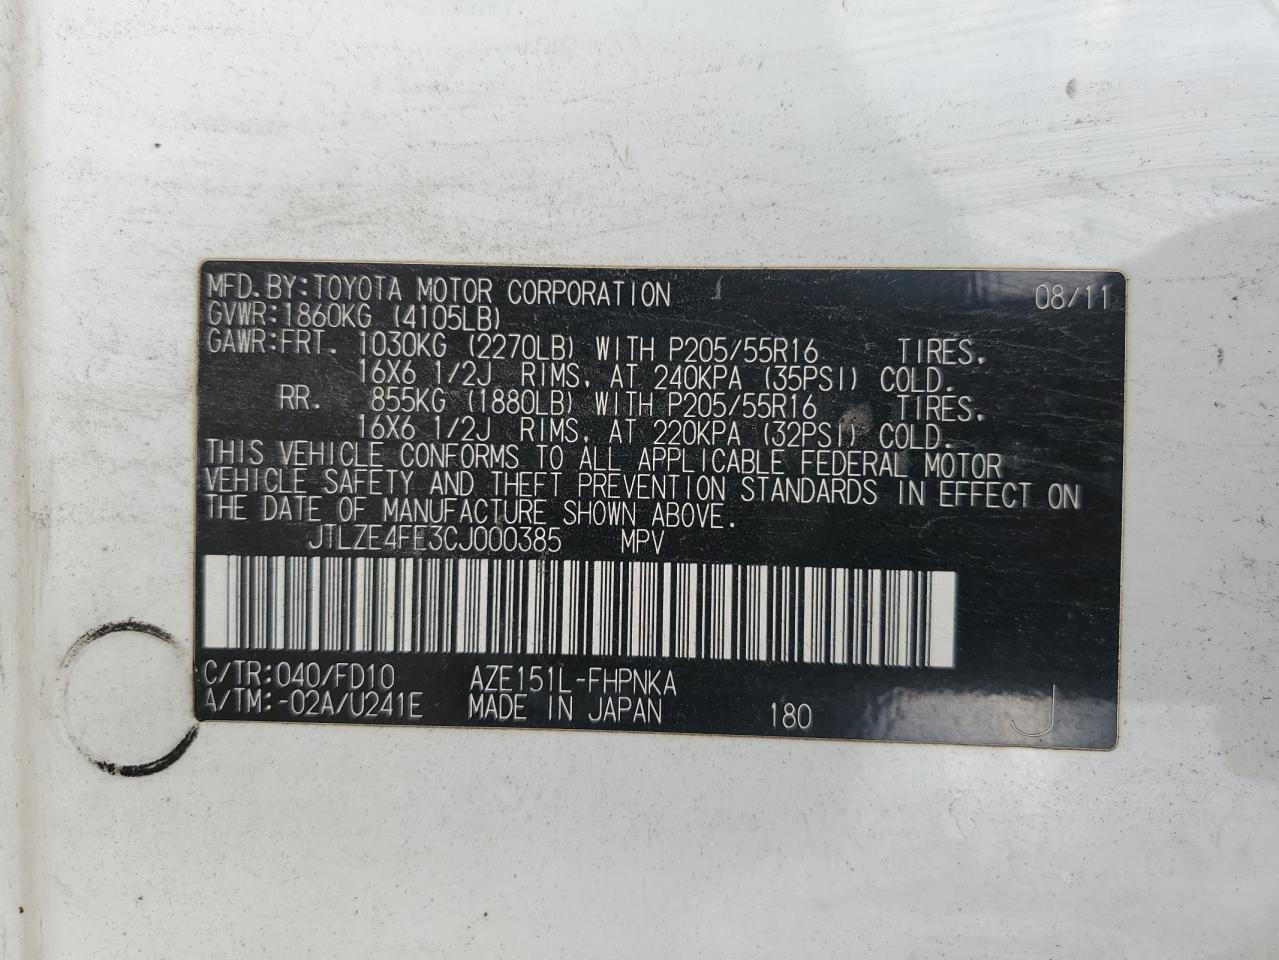 MFD. BY:TOYOTA MOTOR CORPORATION 08/11
GVWR:1860KG (4105LB)
GAWR:FRT. 1030KG (2270LB) WITH P205/55R16 TIRES.
16X6 1/2J RIMS. AT 240KPA (35PSI) COLD.
RR. 855KG (1880LB) WITH P205/55R16 TIRES.
16X6 1/2J RIMS. AT 220KPA (32PSI) COLD.
THIS VEHICLE CONFORMS TO ALL APPLICABLE FEDERAL MOTOR
VEHICLE SAFETY AND THEFT PREVENTION STANDARDS IN EFFECT ON
THE DATE OF MANUFACTURE SHOWN ABOVE.
JTLZE4FE3CJ000385 MPV
C/TR:040/FD10 AZE151L-FHPNKA
A/TM:-02A/U241E MADE IN JAPAN 180 J